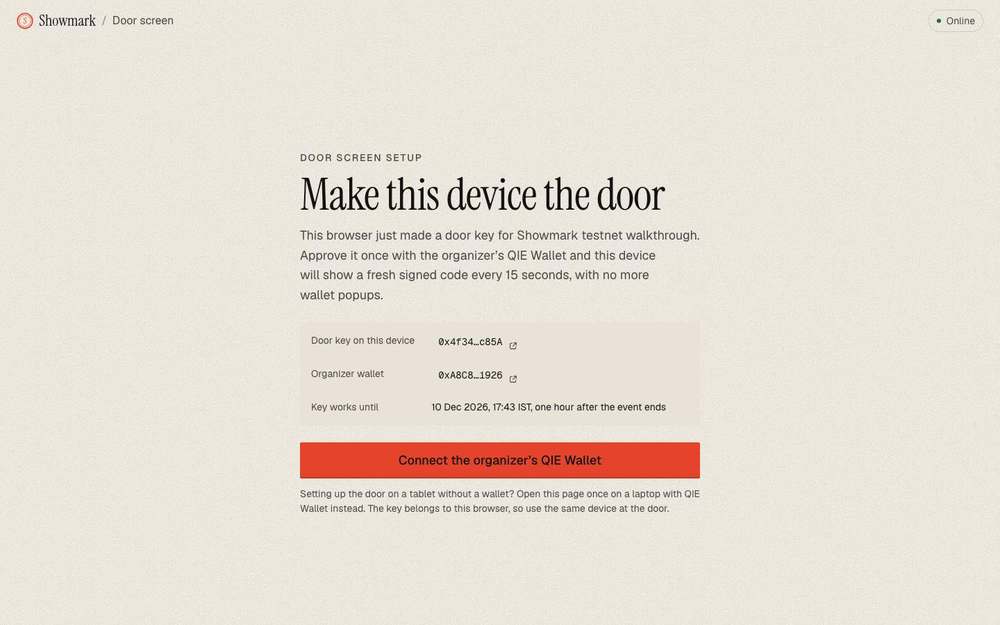 S Showmark / Door screen
Online
DOOR SCREEN SETUP
Make this device the door
This browser just made a door key for Showmark testnet walkthrough.
Approve it once with the organizer’s QIE Wallet and this device
will show a fresh signed code every 15 seconds, with no more
wallet popups.
Door key on this device 0x4f34…c85A
Organizer wallet 0xA8C8…1926
Key works until 10 Dec 2026, 17:43 IST, one hour after the event ends
Connect the organizer’s QIE Wallet
Setting up the door on a tablet without a wallet? Open this page once on a laptop with QIE
Wallet instead. The key belongs to this browser, so use the same device at the door.